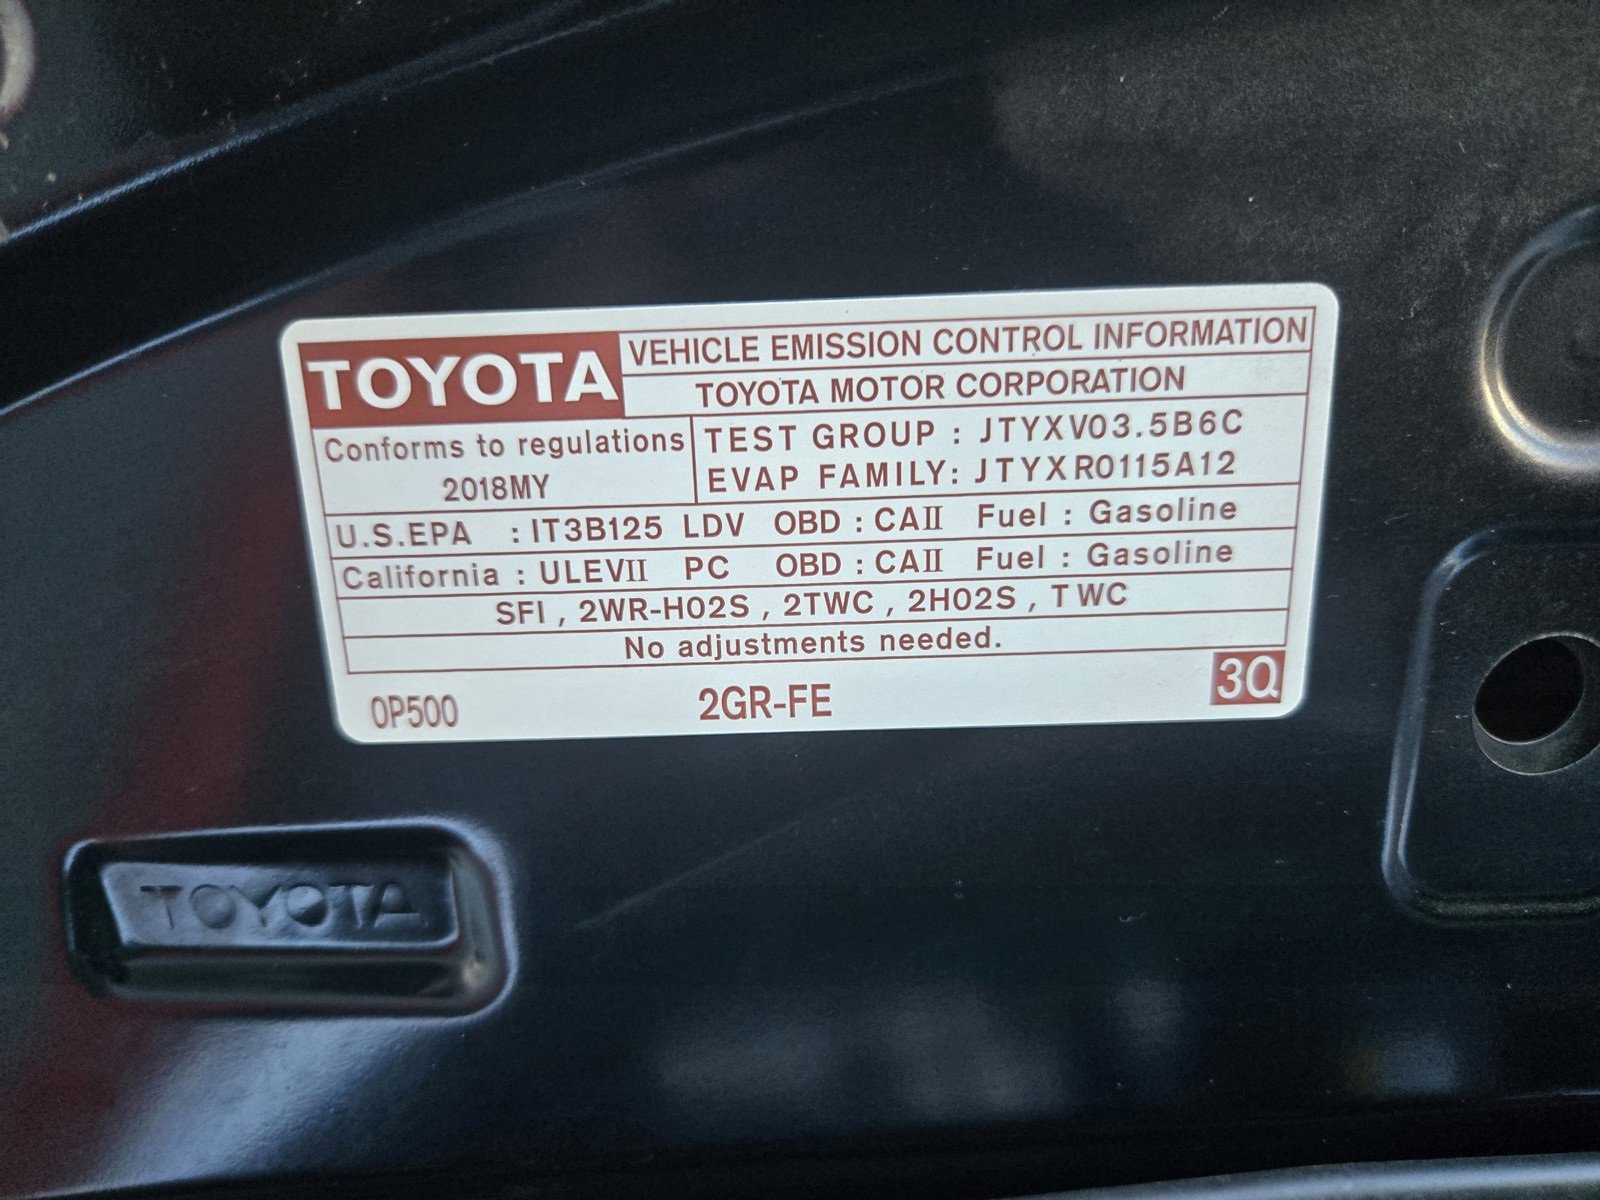 TOYOTA
VEHICLE EMISSION CONTROL INFORMATION
TOYOTA MOTOR CORPORATION
Conforms to regulations
2018MY
TEST GROUP : JTYXV03.5B6C
EVAP FAMILY: JTYXR0115A12
U.S.EPA : IT3B125 LDV OBD : CAII Fuel : Gasoline
California : ULEVII PC OBD : CAII Fuel : Gasoline
SFI , 2WR-HO2S , 2TWC , 2HO2S , TWC
No adjustments needed.
0P500 2GR-FE 3Q
TOYOTA